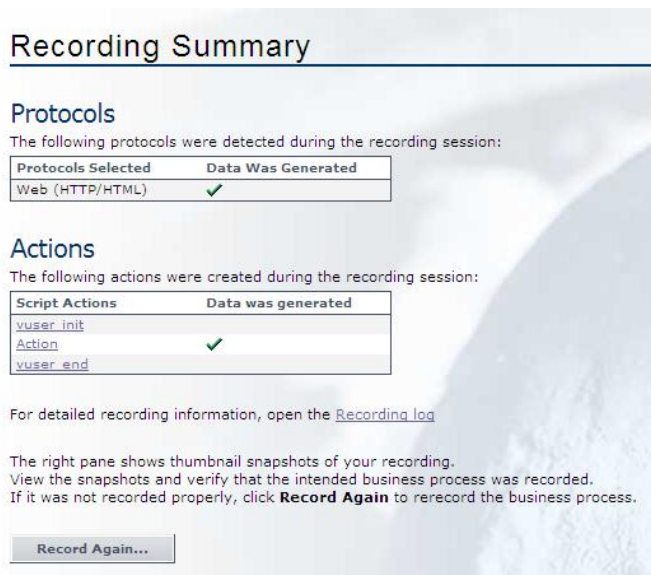 Recording Summary
Protocols
The following protocols were detected during the recording session:
Protocols Selected Data Was Generated
Web (HTTP/HTML)
Actions
The following actions were created during the recording session:
Script Actions Data was generated
vuser_init
Action
vuser_end
For detailed recording information, open the Recording log
The right pane shows thumbnail snapshots of your recording.
View the snapshots and verify that the intended business process was recorded.
If it was not recorded properly, click Record Again to rerecord the business process.
Record Again...